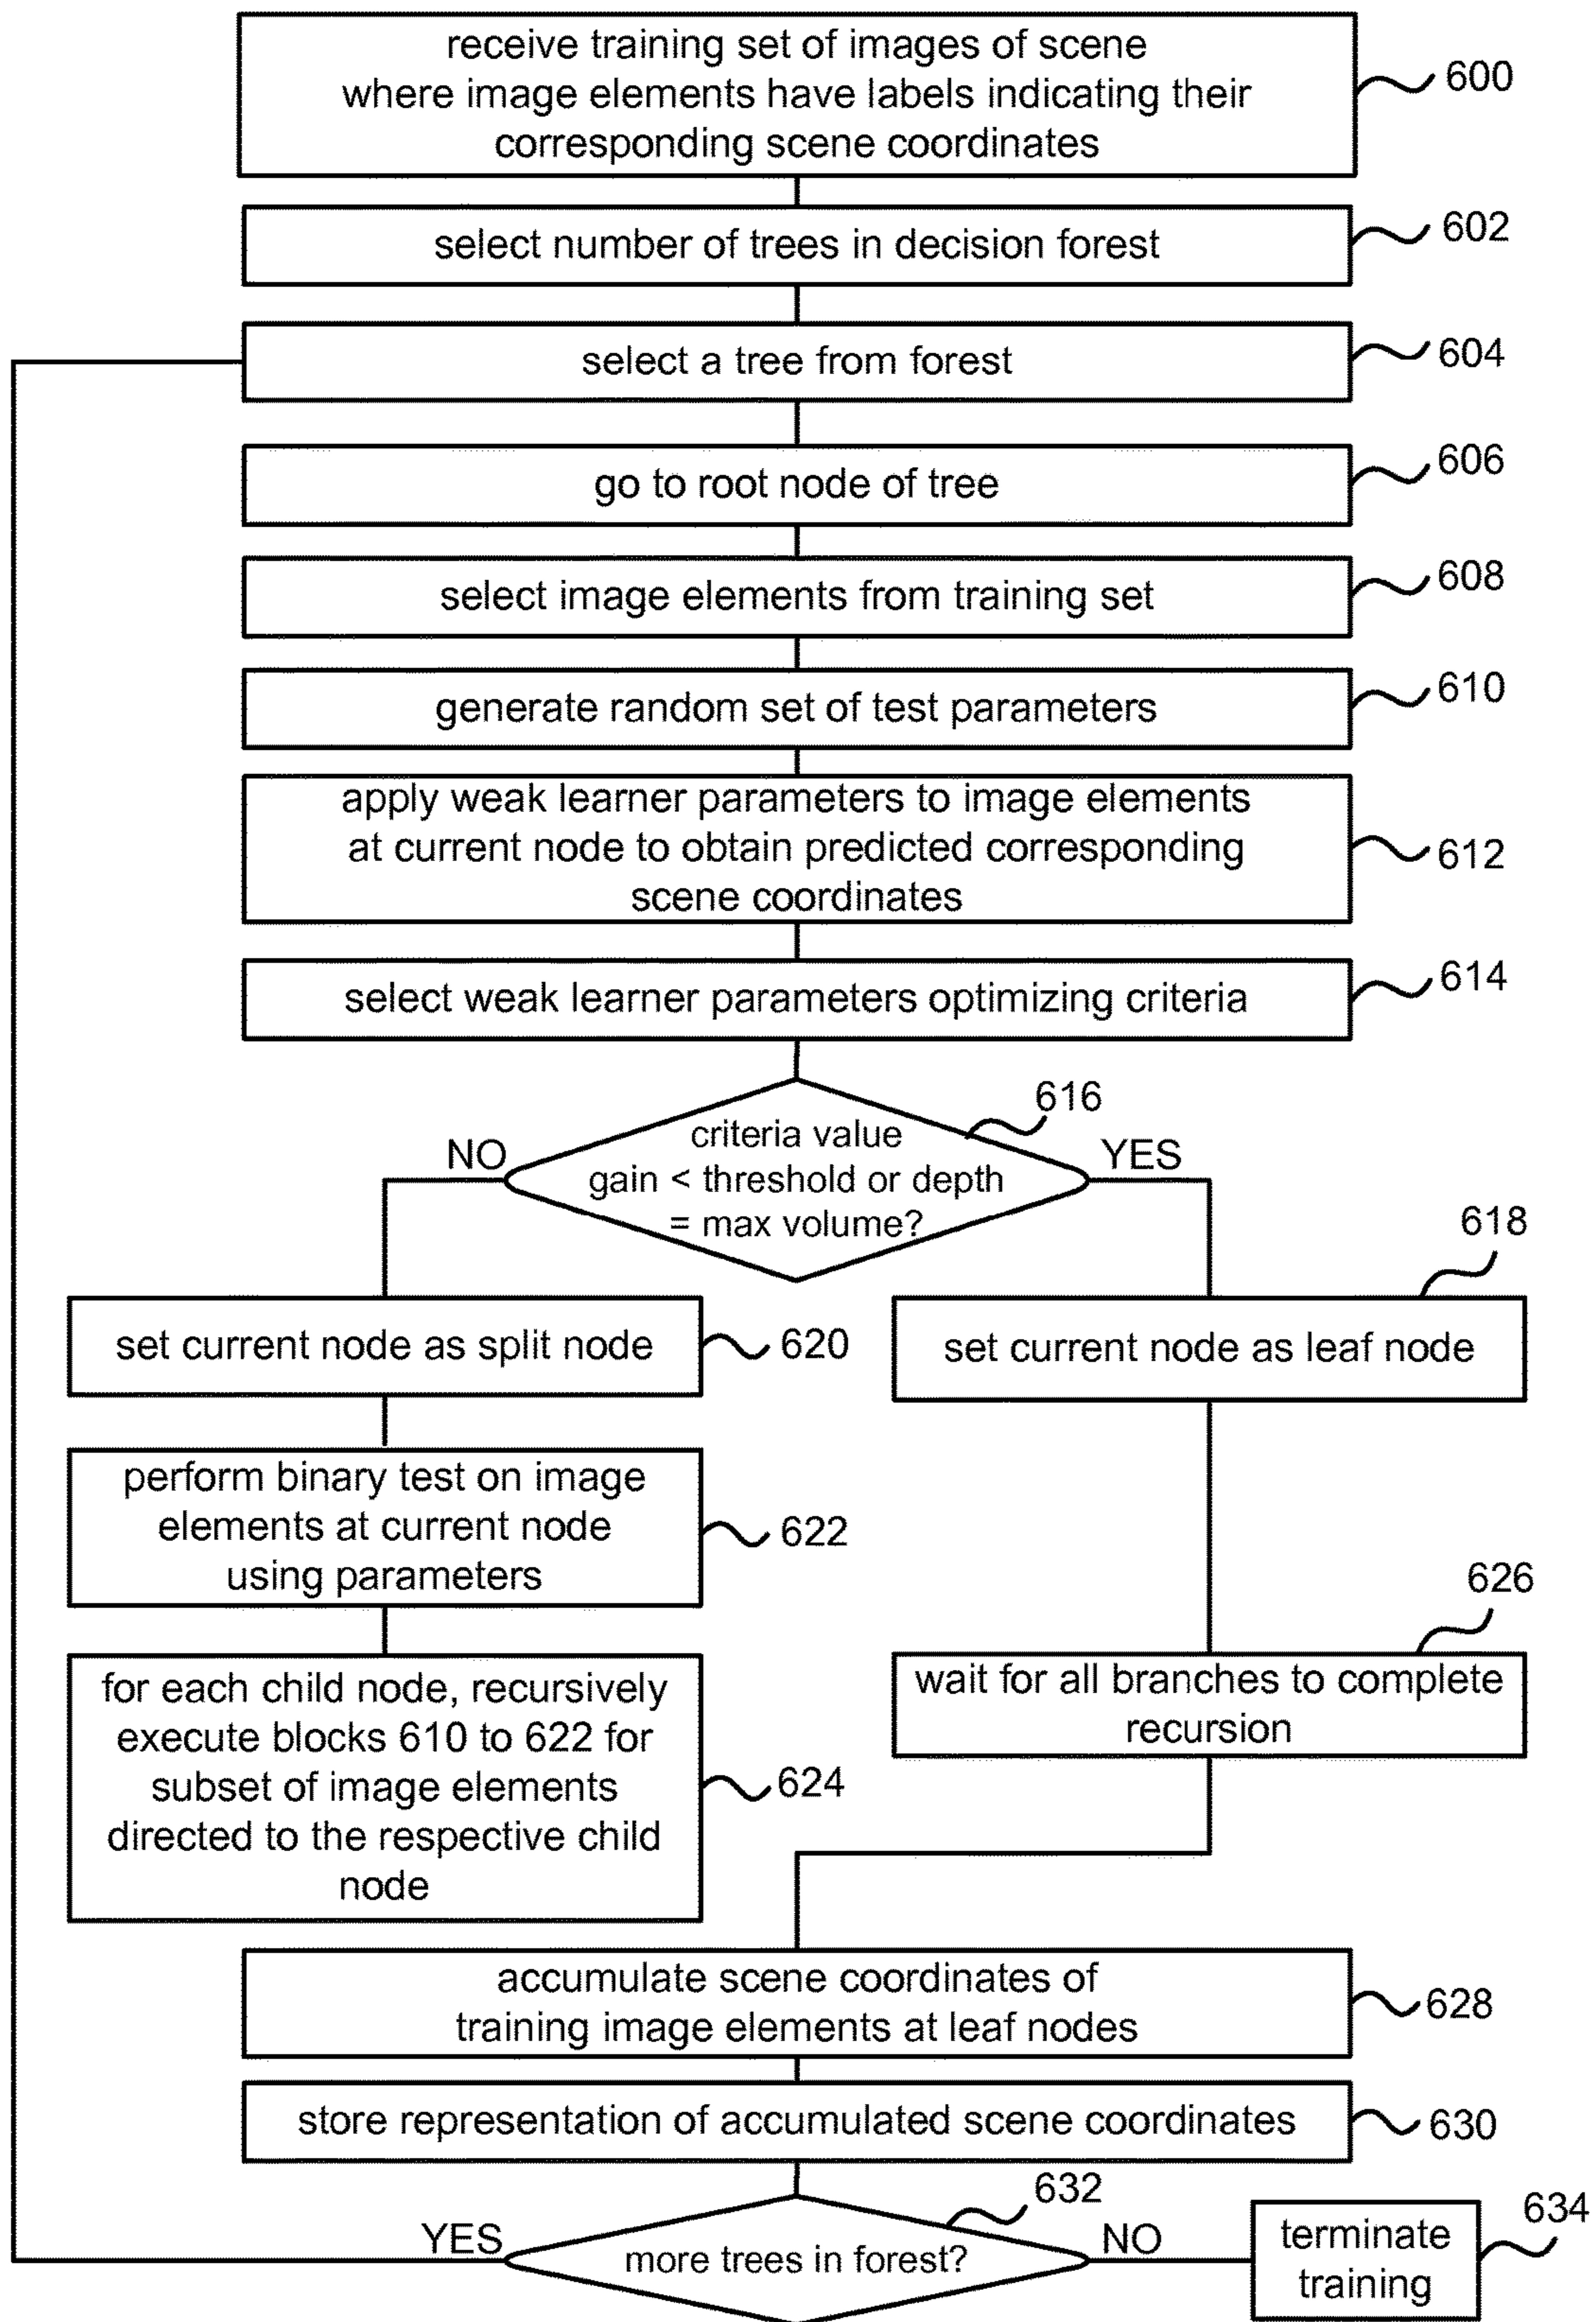 receive training set of images of scene
where image elements have labels indicating their
corresponding scene coordinates
600
select number of trees in decision forest
602
select a tree from forest
604
go to root node of tree
606
select image elements from training set
608
generate random set of test parameters
610
apply weak learner parameters to image elements
at current node to obtain predicted corresponding
scene coordinates
612
select weak learner parameters optimizing criteria
614
616
criteria value
gain < threshold or depth
= max volume?
NO
YES
618
set current node as split node
620
set current node as leaf node
perform binary test on image
elements at current node
using parameters
622
626
for each child node, recursively
execute blocks 610 to 622 for
subset of image elements
directed to the respective child
node
624
wait for all branches to complete
recursion
accumulate scene coordinates of
training image elements at leaf nodes
628
store representation of accumulated scene coordinates
630
632
YES
more trees in forest?
NO
terminate
training
634